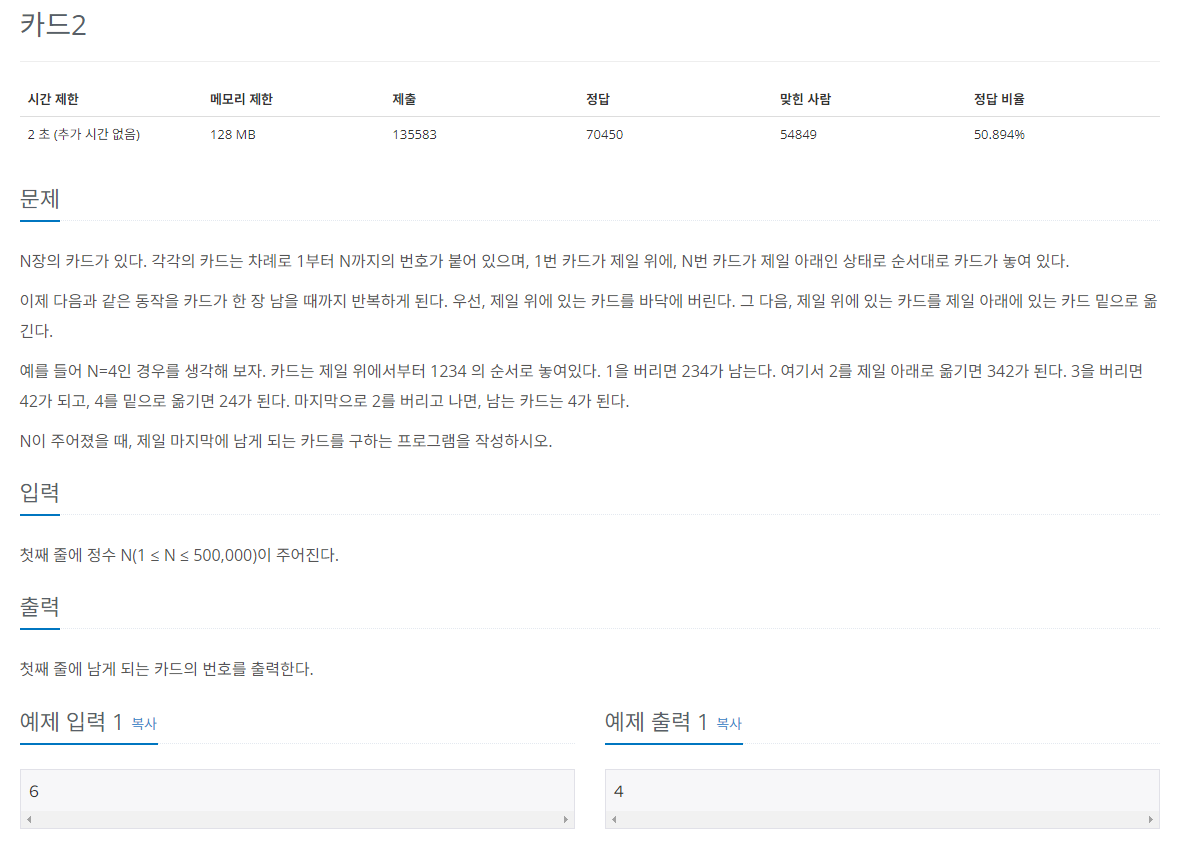 카드2
시간 제한 메모리 제한 제출 정답 맞힌 사람 정답 비율
2 초 (추가 시간 없음) 128 MB 135583 70450 54849 50.894%
문제
N장의 카드가 있다. 각각의 카드는 차례로 1부터 N까지의 번호가 붙어 있으며, 1번 카드가 제일 위에, N번 카드가 제일 아래인 상태로 순서대로 카드가 놓여 있다.
이제 다음과 같은 동작을 카드가 한 장 남을 때까지 반복하게 된다. 우선, 제일 위에 있는 카드를 바닥에 버린다. 그 다음, 제일 위에 있는 카드를 제일 아래에 있는 카드 밑으로 옮
긴다.
예를 들어 N=4인 경우를 생각해 보자. 카드는 제일 위에서부터 1234 의 순서로 놓여있다. 1을 버리면 234가 남는다. 여기서 2를 제일 아래로 옮기면 342가 된다. 3을 버리면
42가 되고, 4를 밑으로 옮기면 24가 된다. 마지막으로 2를 버리고 나면, 남는 카드는 4가 된다.
N이 주어졌을 때, 제일 마지막에 남게 되는 카드를 구하는 프로그램을 작성하시오.
입력
첫째 줄에 정수 N(1 ≤ N ≤ 500,000)이 주어진다.
출력
첫째 줄에 남게 되는 카드의 번호를 출력한다.
예제 입력 1 복사
6
예제 출력 1 복사
4